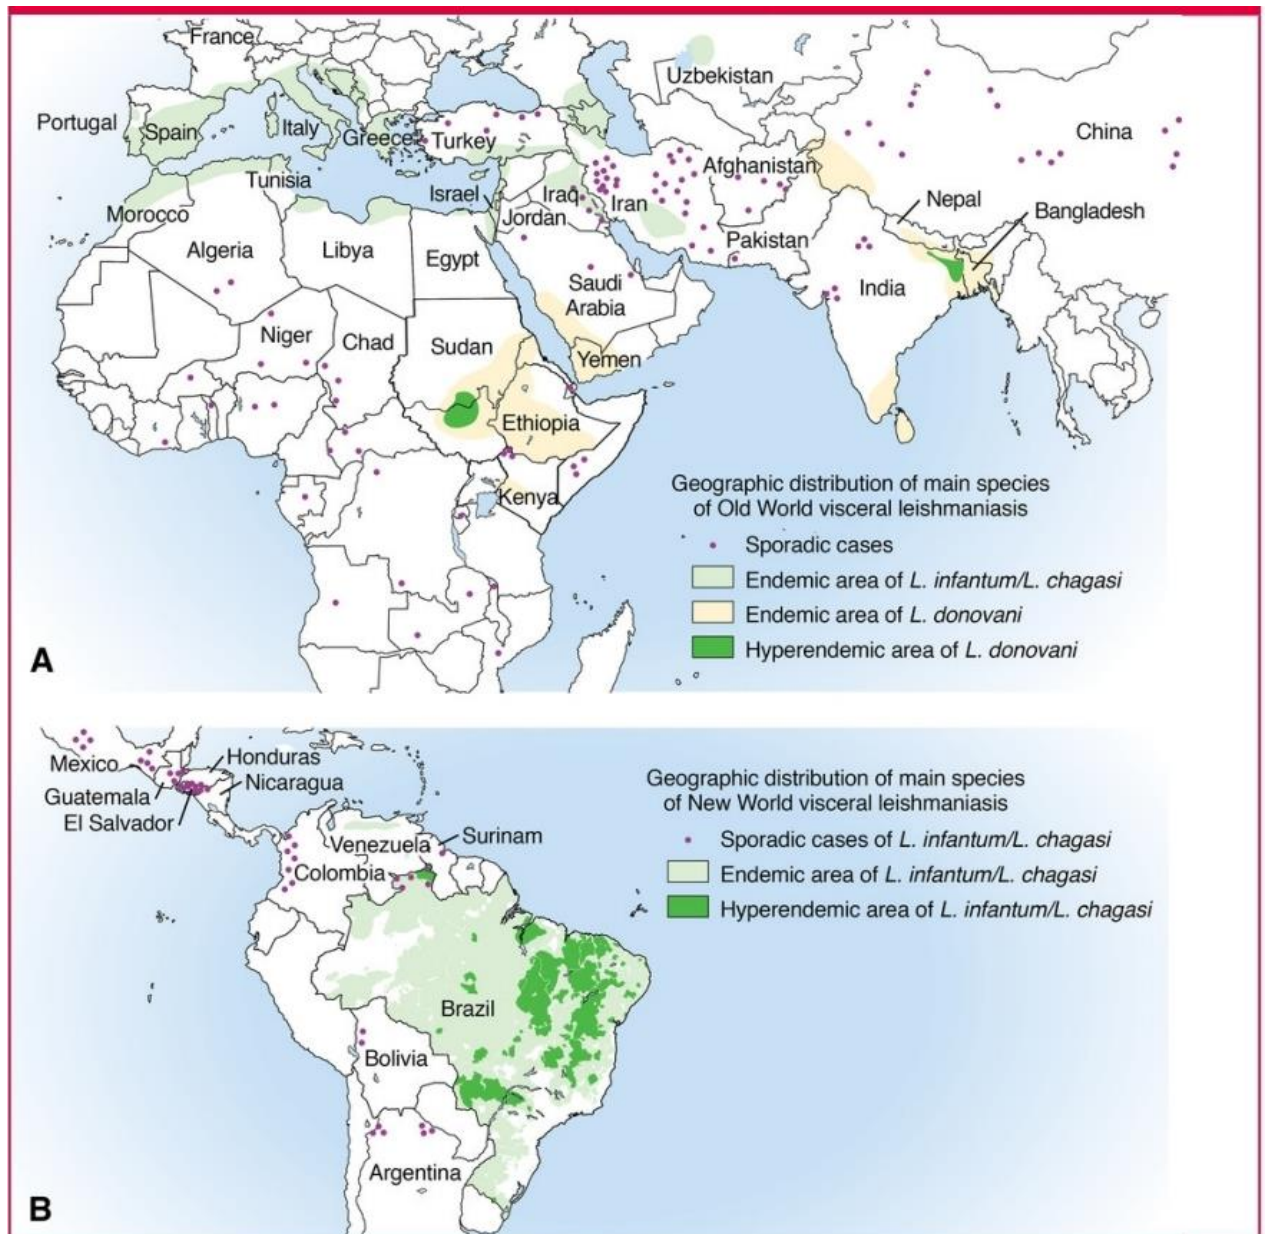 France
Uzbekistan
Portugal
Spain
Italy
Greece
Turkey
China
Afghanistan
Tunisia
Israel
Iraq
Iran
Nepal
Morocco
Jordan
Bangladesh
Algeria
Libya
Egypt
Pakistan
Saudi
Arabia
India
Niger
Chad
Sudan
Yemen
Ethiopia
Kenya
Geographic distribution of main species
of Old World visceral leishmaniasis
Sporadic cases
Endemic area of L. infantum/L. chagasi
Endemic area of L. donovani
Hyperendemic area of L. donovani
A
Mexico
Honduras
Nicaragua
Guatemala
El Salvador
Venezuela
Surinam
Colombia
Brazil
Bolivia
Argentina
Geographic distribution of main species
of New World visceral leishmaniasis
Sporadic cases of L. infantum/L. chagasi
Endemic area of L. infantum/L. chagasi
Hyperendemic area of L. infantum/L. chagasi
B